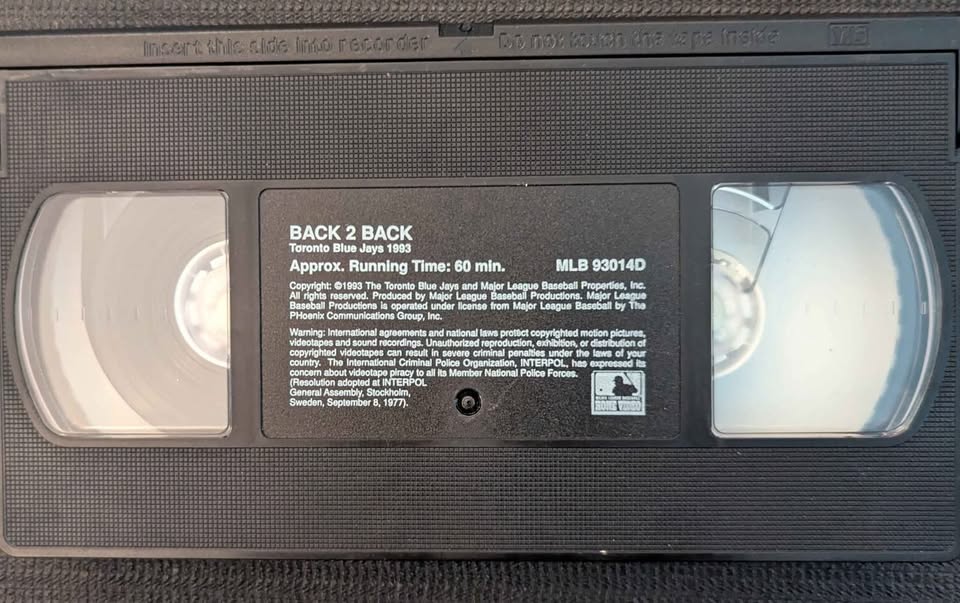 Insert this side into recorder Do not touch the tape inside VHS
BACK 2 BACK
Toronto Blue Jays 1993
Approx. Running Time: 60 min. MLB 93014D
Copyright: ©1993 The Toronto Blue Jays and Major League Baseball Properties, Inc.
All rights reserved. Produced by Major League Baseball Productions. Major League
Baseball Productions is operated under license from Major League Baseball by The
PHoenix Communications Group, Inc.
Warning: International agreements and national laws protect copyrighted motion pictures,
videotapes and sound recordings. Unauthorized reproduction, exhibition, or distribution of
copyrighted videotapes can result in severe criminal penalties under the laws of your
country. The International Criminal Police Organization, INTERPOL, has expressed its
concern about videotape piracy to all its Member National Police Forces.
(Resolution adopted at INTERPOL
General Assembly, Stockholm,
Sweden, September 8, 1977).
MAJOR LEAGUE BASEBALL
HOME VIDEO